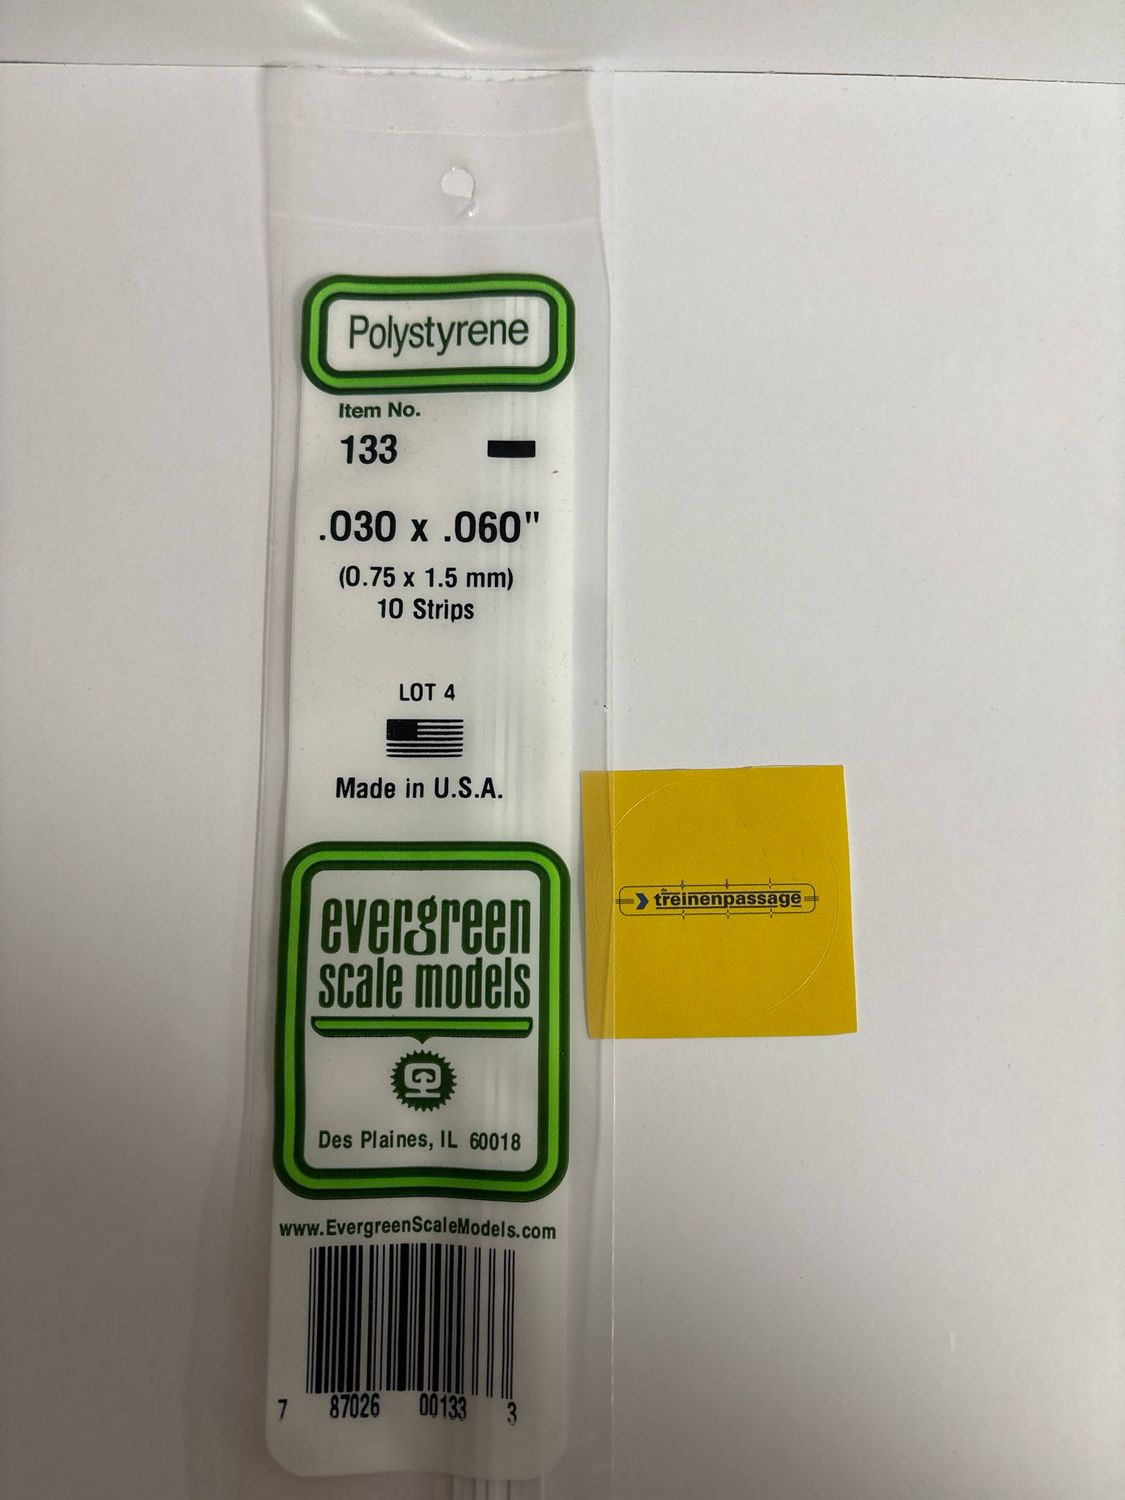 Polystyrene
Item No.
133
.030 x .060"
(0.75 x 1.5 mm)
10 Strips
LOT 4
Made in U.S.A.
evergreen
scale models
Des Plaines, IL 60018
www.EvergreenScaleModels.com
7 87026 00133 3
de
treinenpassage